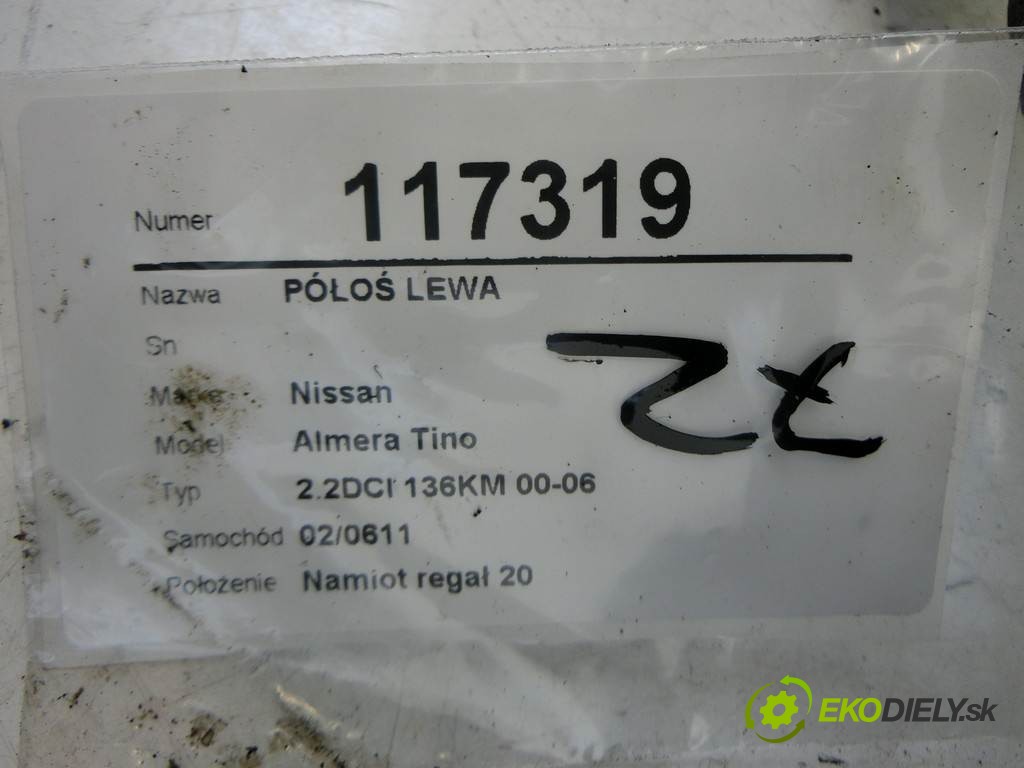 Numer 117319
Nazwa PÓŁOŚ LEWA
Sn
Marka Nissan
Model Almera Tino
Typ 2.2DCI 136KM 00-06
Samochód 02/0611
Położenie Namiot regał 20
EKODIELY.sk